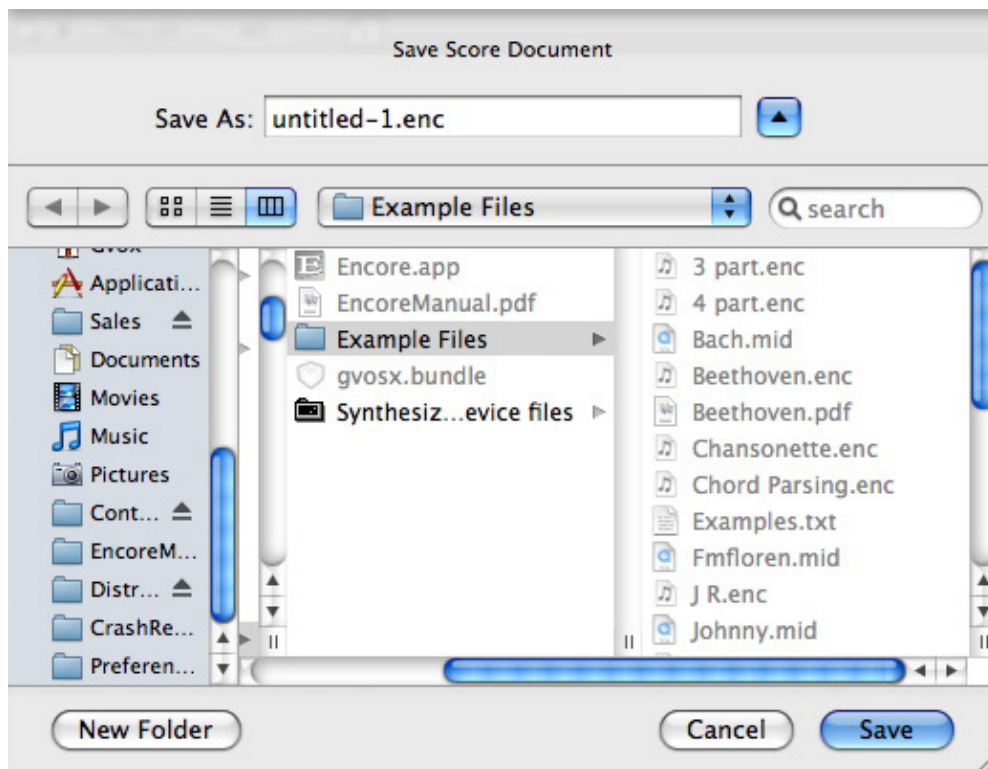 Save Score Document
Save As: untitled-1.enc
Example Files
search
Applicati...
Sales
Documents
Movies
Music
Pictures
Cont...
EncoreM...
Distr...
CrashRe...
Preferen...
Encore.app
EncoreManual.pdf
Example Files
gvosx.bundle
Synthesiz...evice files
3 part.enc
4 part.enc
Bach.mid
Beethoven.enc
Beethoven.pdf
Chansonette.enc
Chord Parsing.enc
Examples.txt
Fmfloren.mid
J R.enc
Johnny.mid
New Folder
Cancel
Save